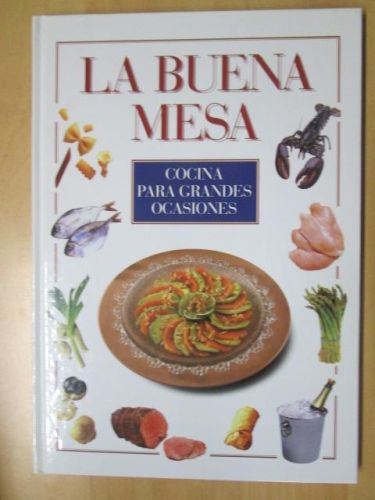 LA BUENA
MESA
COCINA
PARA GRANDES
OCASIONES